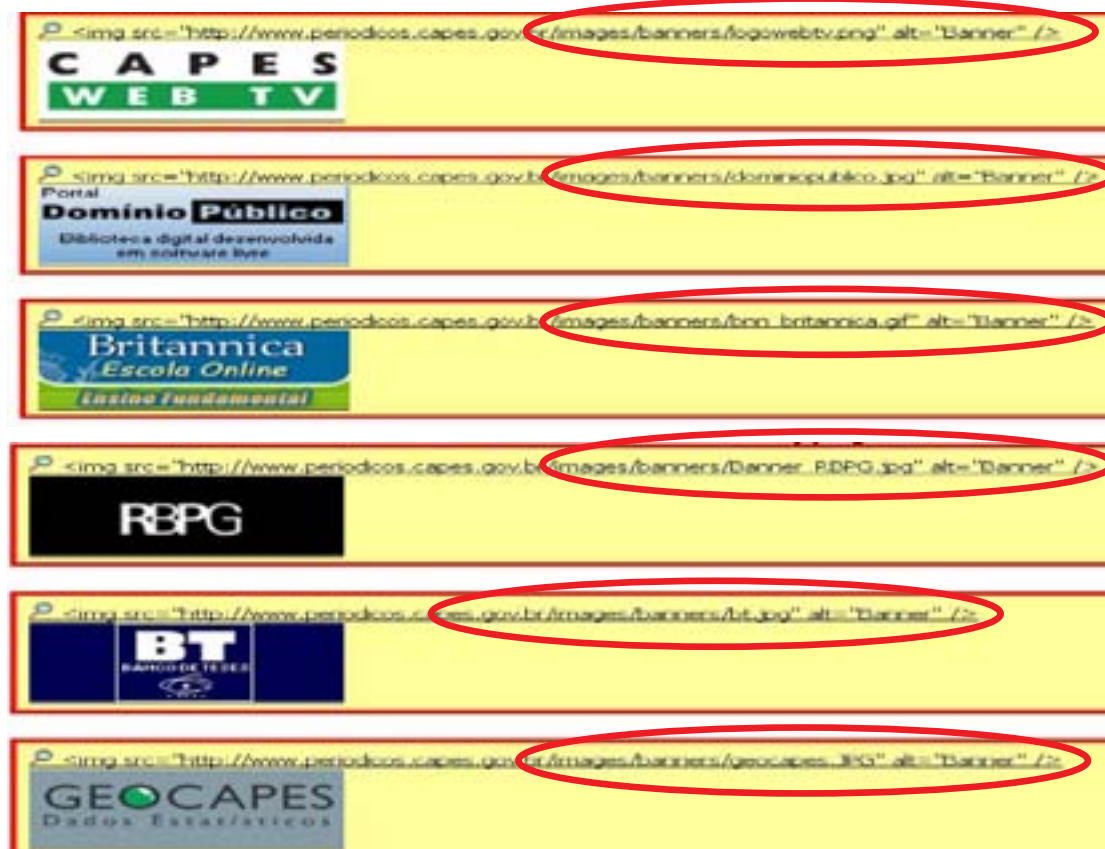 <img src="http://www.periodicos.capes.gov.br/images/banners/logowebtv.png" alt="Banner" />
CAPES
WEB TV
<img src="http://www.periodicos.capes.gov.br/images/banners/dominiopublico.jpg" alt="Banner" />
Portal
Domínio Público
Biblioteca digital desenvolvida
em software livre
<img src="http://www.periodicos.capes.gov.br/images/banners/bnn_britannica.gif" alt="Banner" />
Britannica
Escola Online
Ensino Fundamental
<img src="http://www.periodicos.capes.gov.br/images/banners/Banner_RBPG.jpg" alt="Banner" />
RBPG
<img src="http://www.periodicos.capes.gov.br/images/banners/bt.jpg" alt="Banner" />
BT
BANCO DE TESES
<img src="http://www.periodicos.capes.gov.br/images/banners/geocapes.JPG" alt="Banner" />
GEOCAPES
Dados Estatísticos